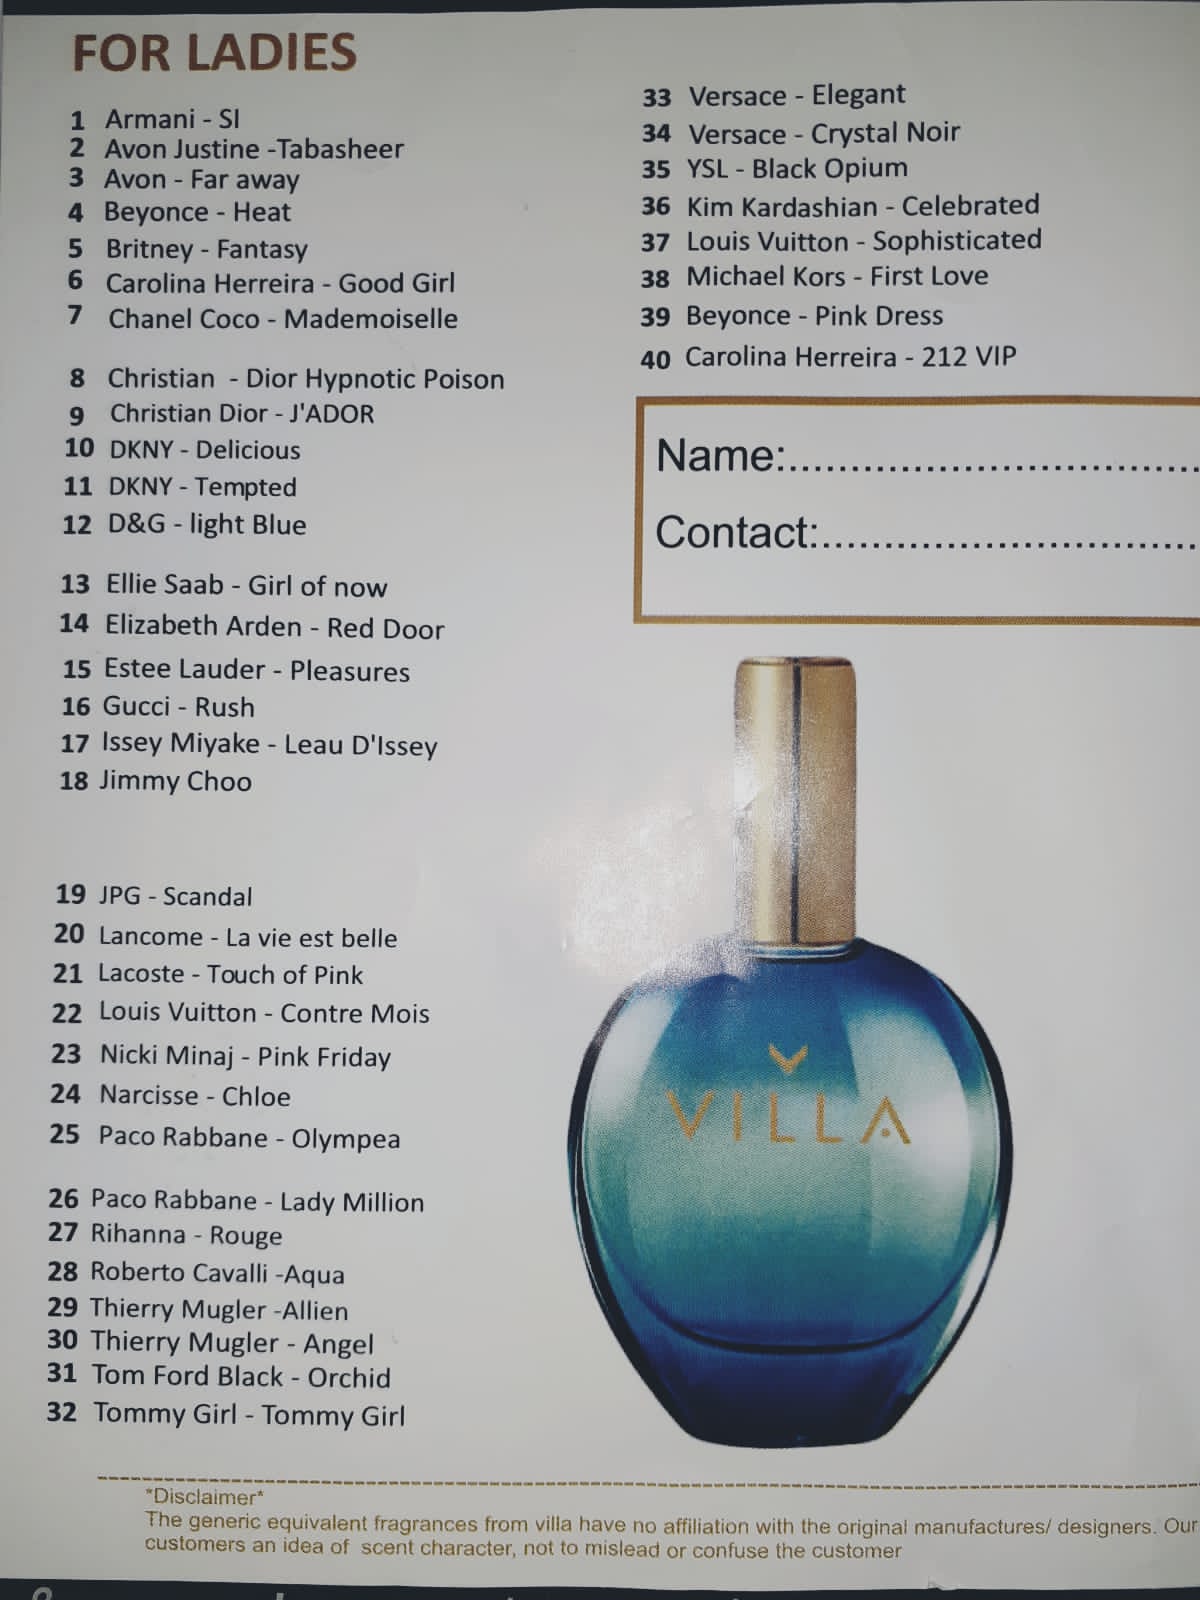 FOR LADIES
1 Armani - SI
2 Avon Justine -Tabasheer
3 Avon - Far away
4 Beyonce - Heat
5 Britney - Fantasy
6 Carolina Herreira - Good Girl
7 Chanel Coco - Mademoiselle
8 Christian - Dior Hypnotic Poison
9 Christian Dior - J'ADOR
10 DKNY - Delicious
11 DKNY - Tempted
12 D&G - light Blue
13 Ellie Saab - Girl of now
14 Elizabeth Arden - Red Door
15 Estee Lauder - Pleasures
16 Gucci - Rush
17 Issey Miyake - Leau D'Issey
18 Jimmy Choo
19 JPG - Scandal
20 Lancome - La vie est belle
21 Lacoste - Touch of Pink
22 Louis Vuitton - Contre Mois
23 Nicki Minaj - Pink Friday
24 Narcisse - Chloe
25 Paco Rabbane - Olympea
26 Paco Rabbane - Lady Million
27 Rihanna - Rouge
28 Roberto Cavalli -Aqua
29 Thierry Mugler -Allien
30 Thierry Mugler - Angel
31 Tom Ford Black - Orchid
32 Tommy Girl - Tommy Girl
33 Versace - Elegant
34 Versace - Crystal Noir
35 YSL - Black Opium
36 Kim Kardashian - Celebrated
37 Louis Vuitton - Sophisticated
38 Michael Kors - First Love
39 Beyonce - Pink Dress
40 Carolina Herreira - 212 VIP
Name:..................................
Contact:...............................
VILLA
*Disclaimer*
The generic equivalent fragrances from villa have no affiliation with the original manufactures/ designers. Our
customers an idea of scent character, not to mislead or confuse the customer